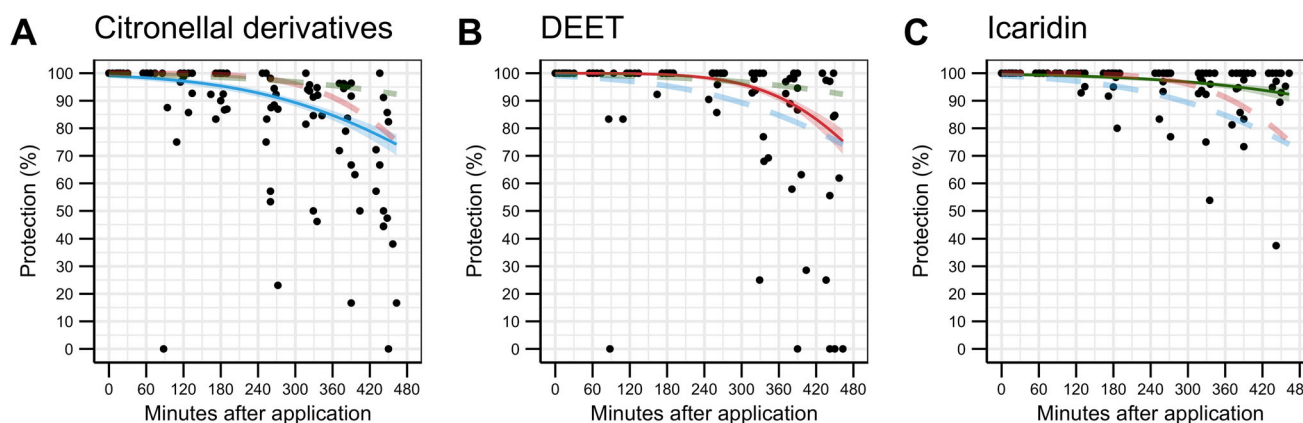 A Citronellal derivatives
100
90
80
70
60
50
40
30
20
10
0
Protection (%)
0 60 120 180 240 300 360 420 480
Minutes after application
B DEET
100
90
80
70
60
50
40
30
20
10
0
Protection (%)
0 60 120 180 240 300 360 420 480
Minutes after application
C Icaridin
100
90
80
70
60
50
40
30
20
10
0
Protection (%)
0 60 120 180 240 300 360 420
Minutes after application